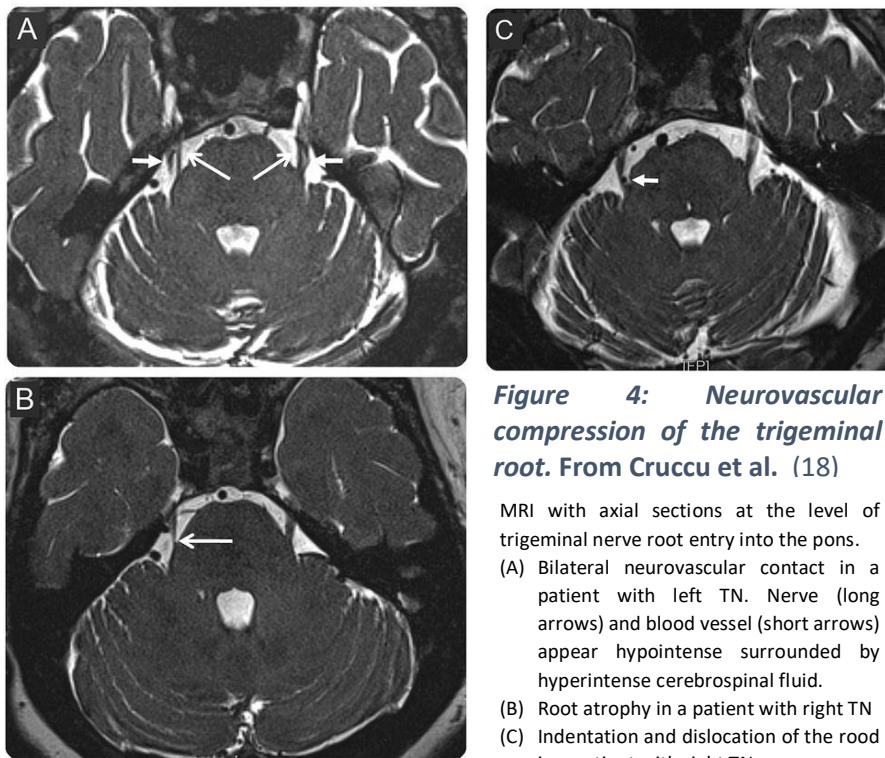 A
C
[FP]
B
Figure 4: Neurovascular
compression of the trigeminal
root. From Cruccu et al. (18)
MRI with axial sections at the level of
trigeminal nerve root entry into the pons.
(A) Bilateral neurovascular contact in a
patient with left TN. Nerve (long
arrows) and blood vessel (short arrows)
appear hypointense surrounded by
hyperintense cerebrospinal fluid.
(B) Root atrophy in a patient with right TN
(C) Indentation and dislocation of the rood